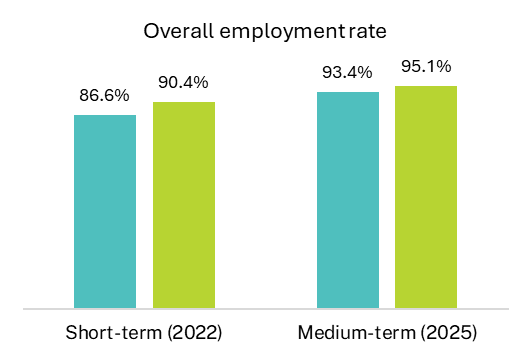 Overall employment rate
86.6%
90.4%
93.4%
95.1%
Short-term (2022)
Medium-term (2025)